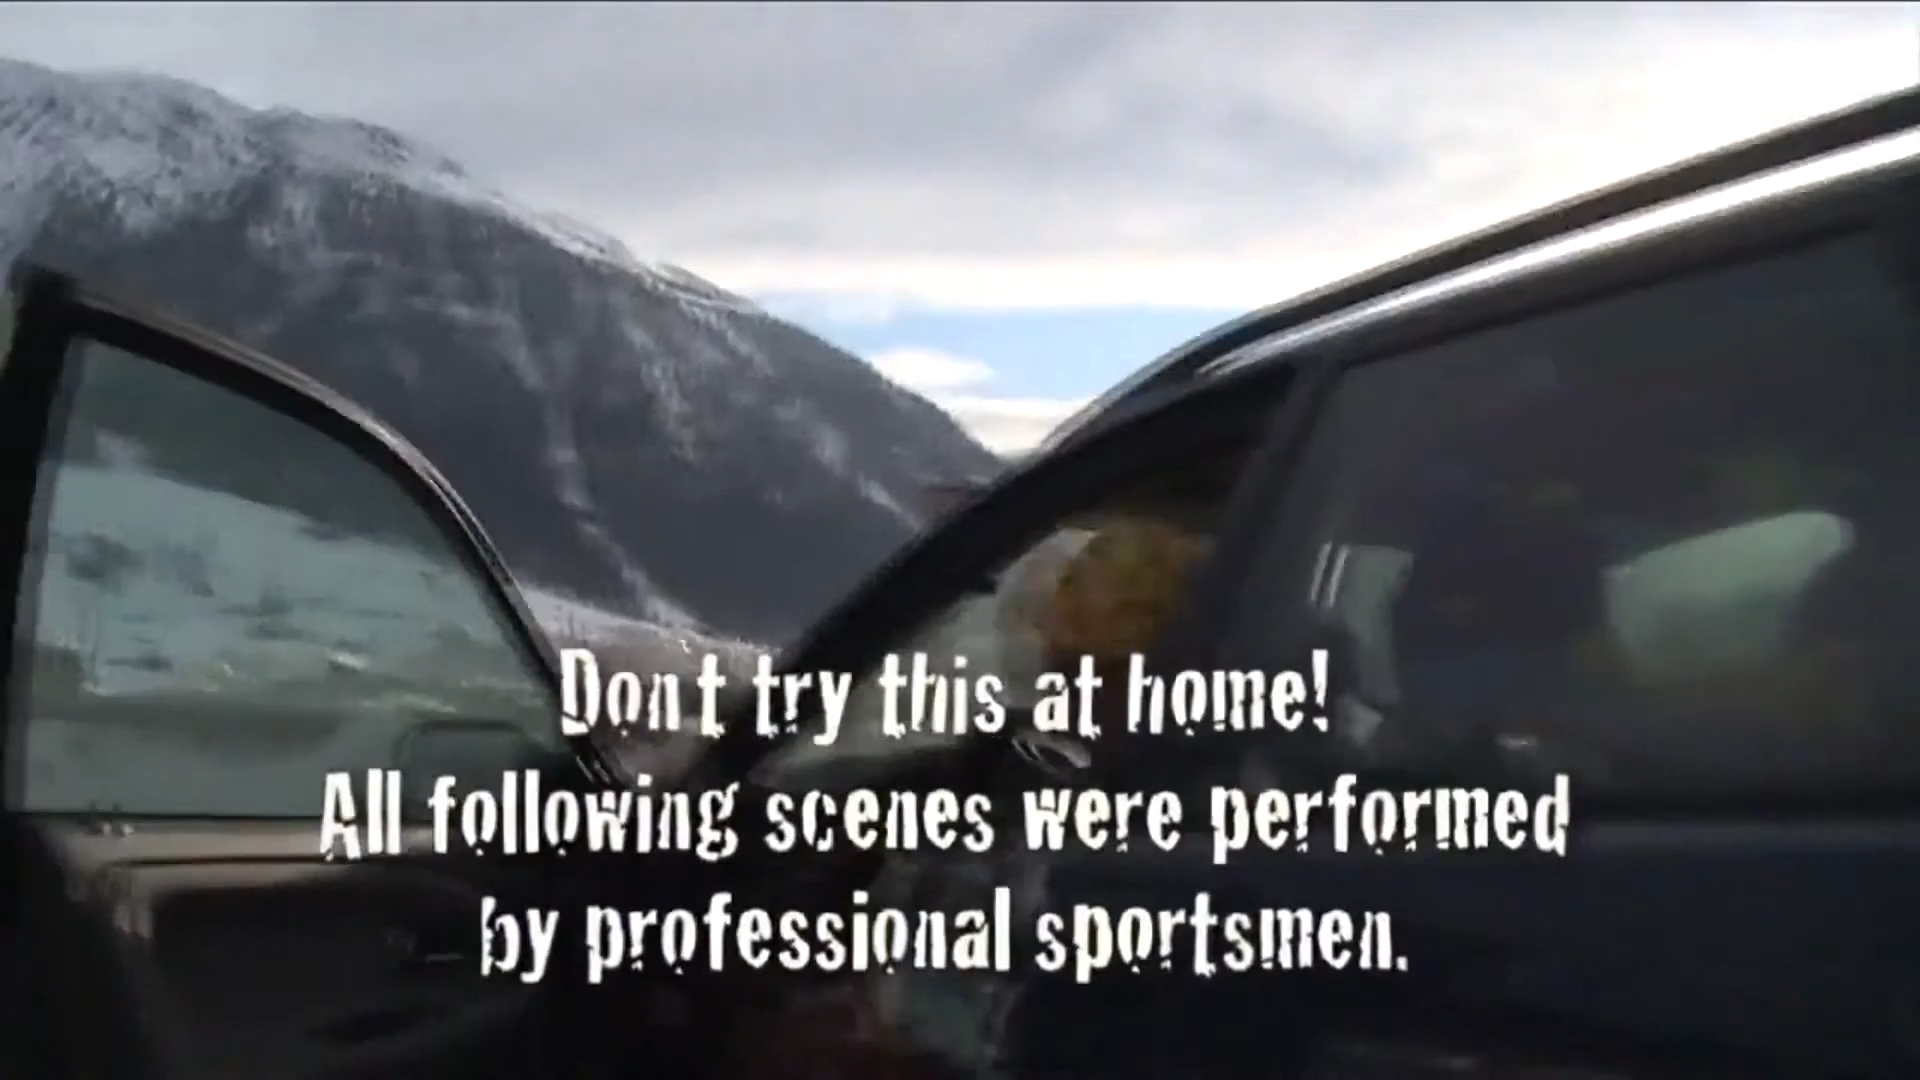 Don't try this at home!
All following scenes were performed
by professional sportsmen.